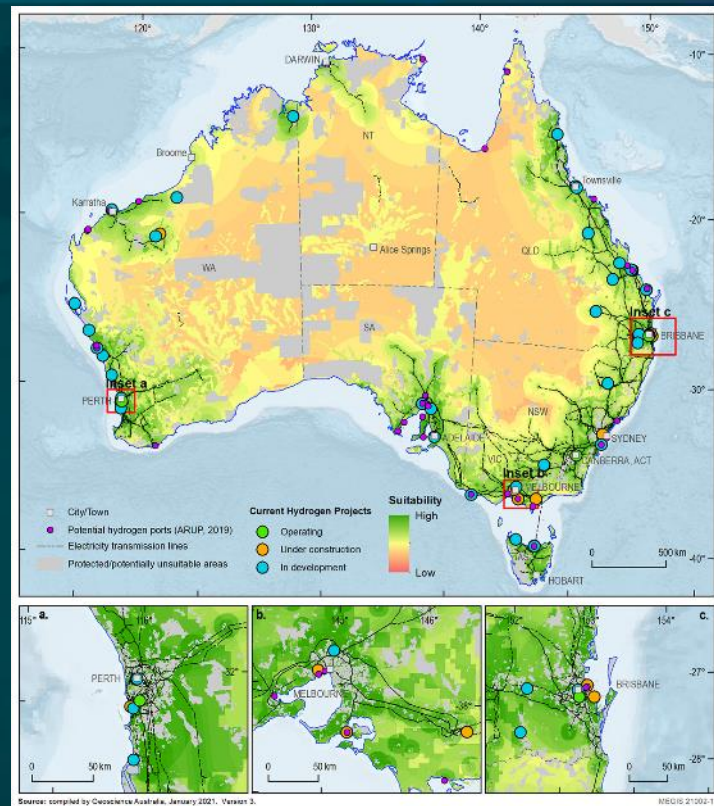 120°
130°
140°
150°
-10°
DARWIN
NT
Broome
Townsville
Karratha
-20°
QLD
Alice Springs
WA
Inset c
SA
BRISBANE
-30°
Inset a
PERTH
NSW
ADELAIDE
SYDNEY
VIC
CANBERRA, ACT
Inset b
MELBOURNE
Suitability
City/Town
Current Hydrogen Projects
High
Potential hydrogen ports (ARUP, 2019)
Operating
Electricity transmission lines
Under construction
0 500 km
Protected/potentially unsuitable areas
In development
Low
-40°
HOBART
115°
116°
a.
PERTH
-32°
0 50 km
b.
145°
146°
MELBOURNE
-38°
0 50 km
152°
153°
154°
c.
-27°
BRISBANE
-28°
0 50 km
Source: compiled by Geoscience Australia, January 2021. Version 3.